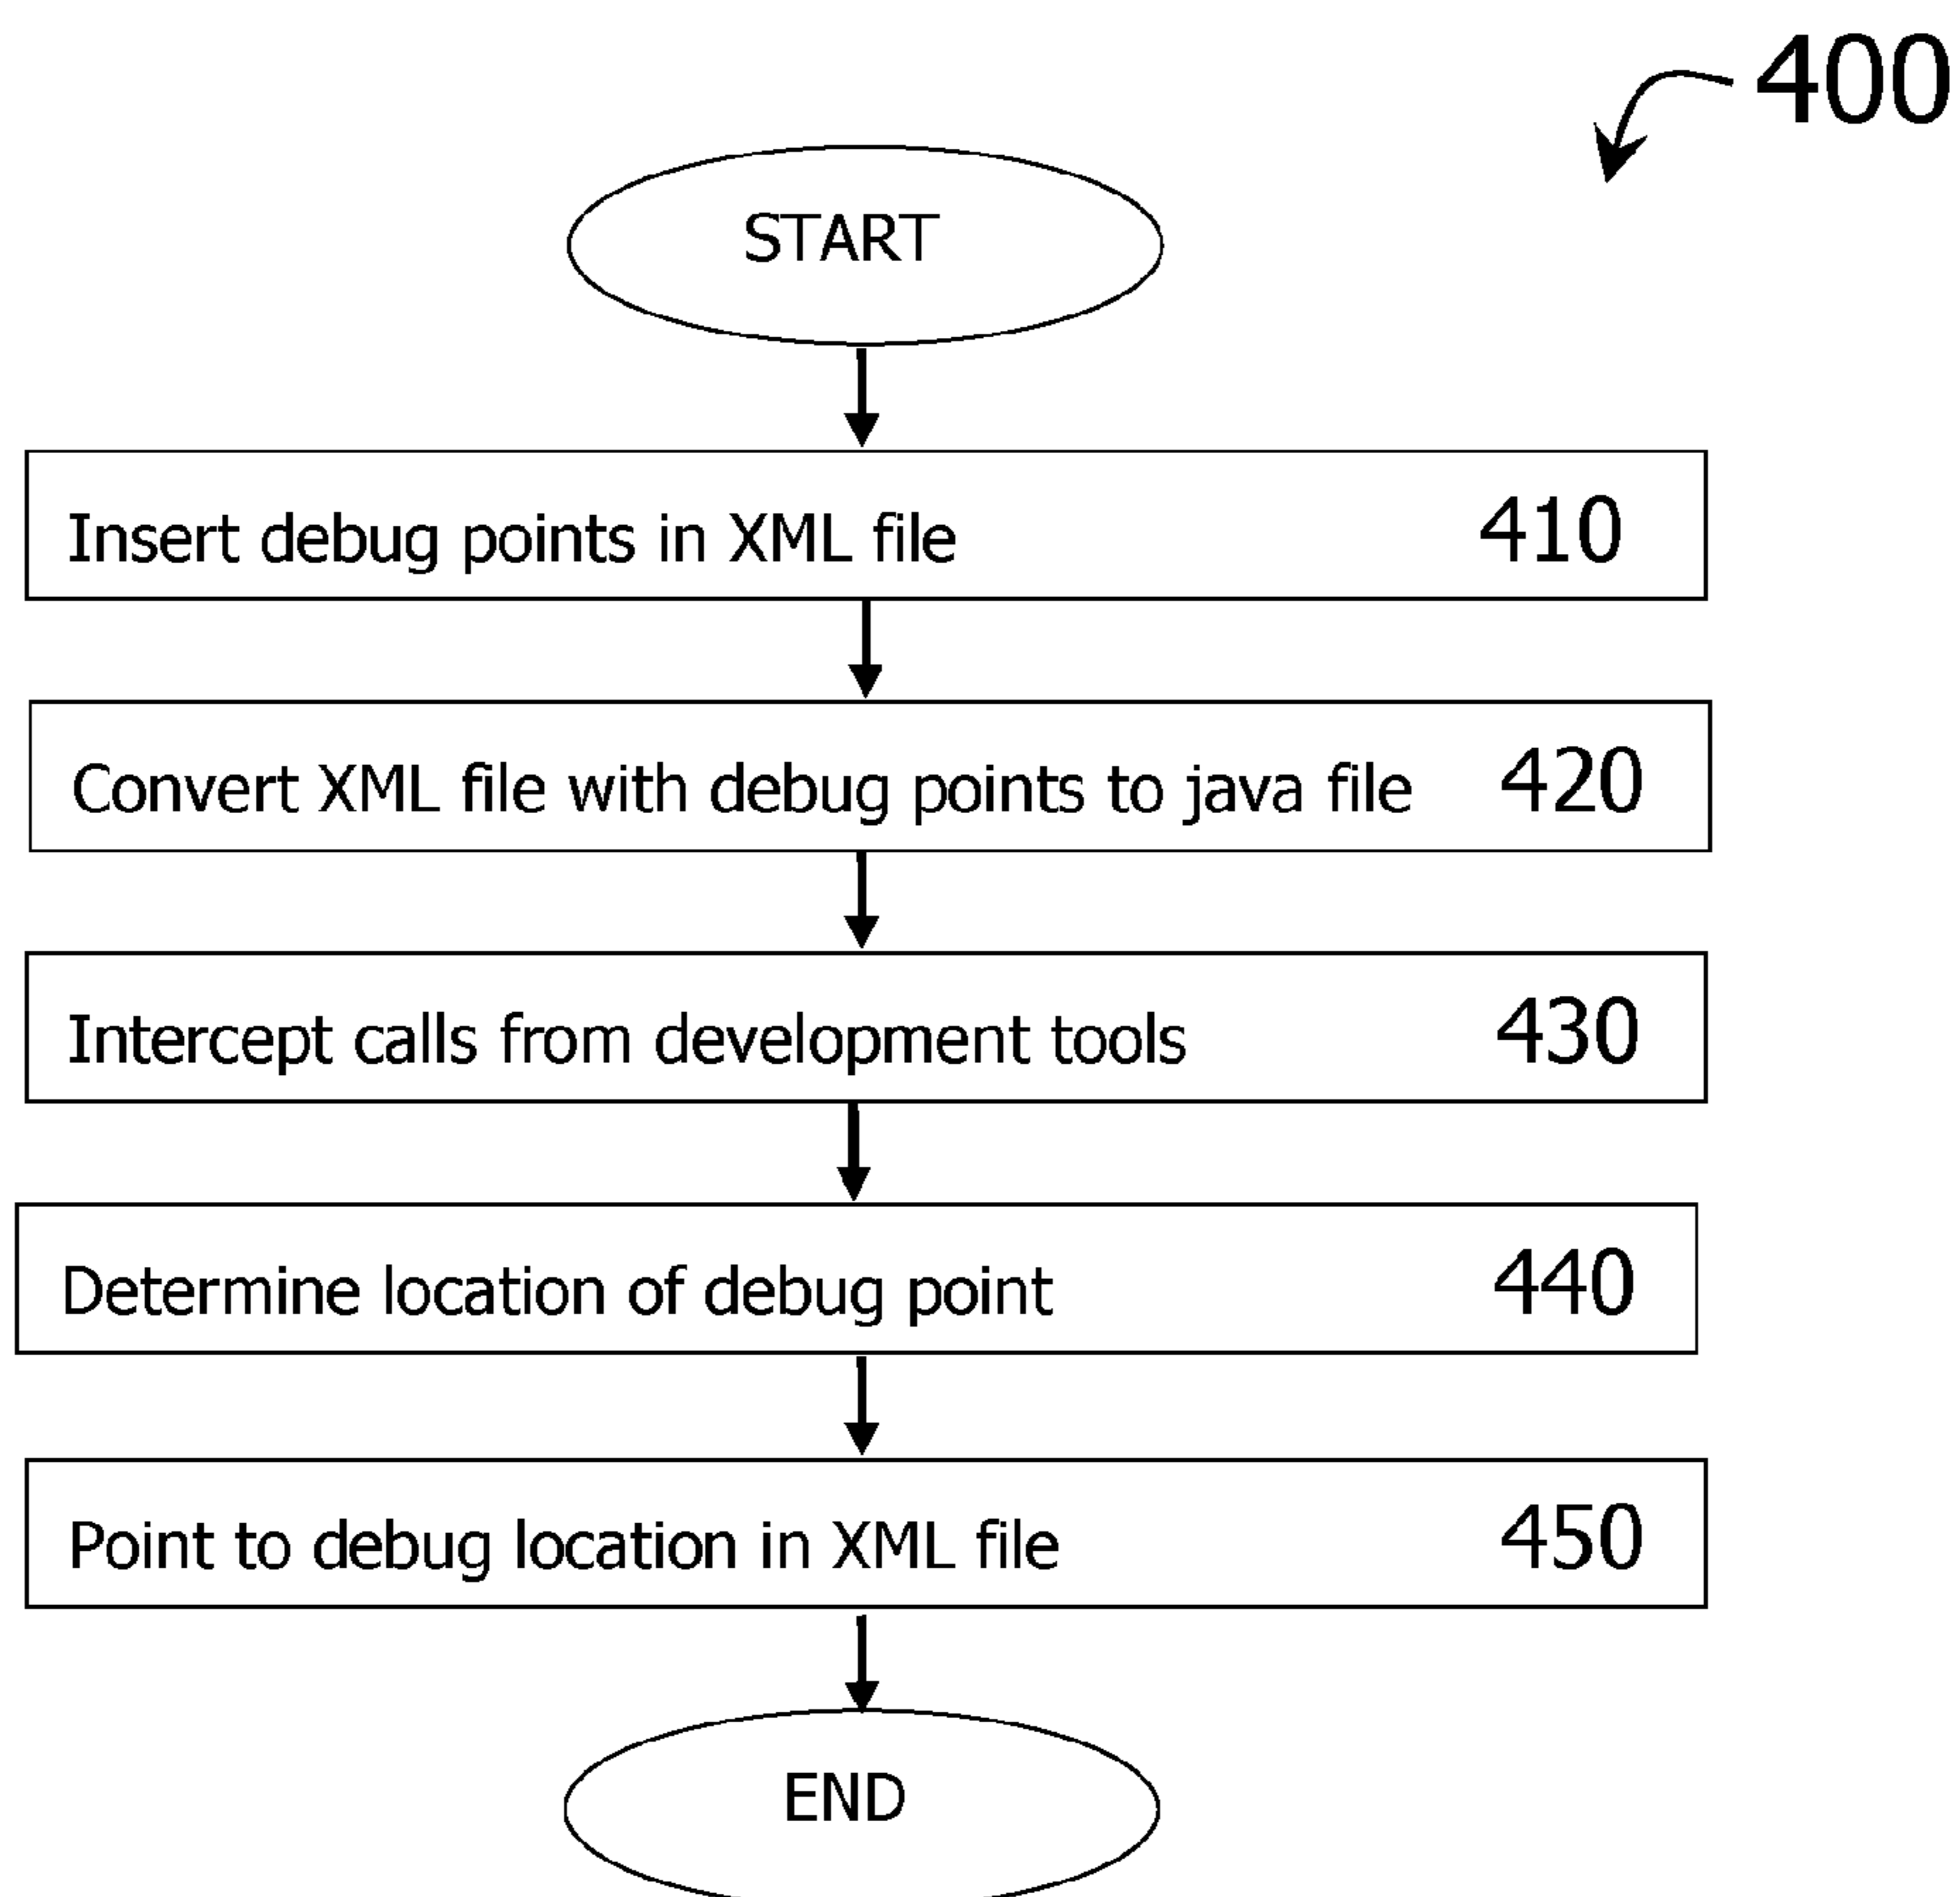 400
START
Insert debug points in XML file 410
Convert XML file with debug points to java file 420
Intercept calls from development tools 430
Determine location of debug point 440
Point to debug location in XML file 450
END